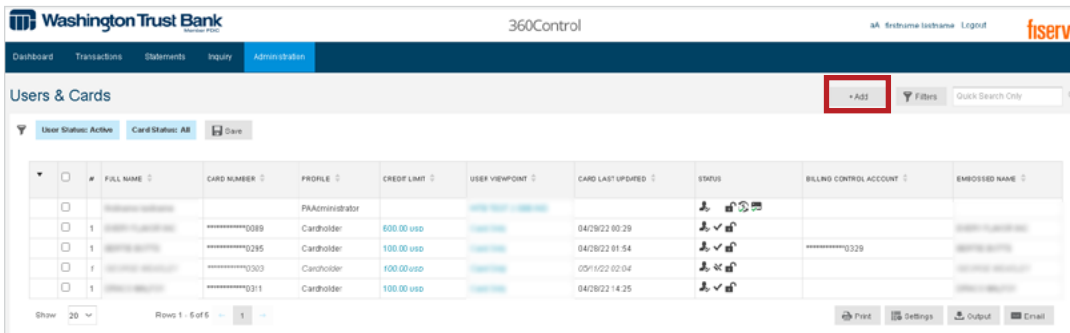 Washington Trust Bank
Member FDIC
360Control
aA firstname lastname Logout
fiserv
Dashboard Transactions Statements Inquiry Administration
Users & Cards
+ Add Filters Quick Search Only
User Status: Active Card Status: All Save
# FULL NAME CARD NUMBER PROFILE CREDIT LIMIT USER VIEWPOINT CARD LAST UPDATED STATUS BILLING CONTROL ACCOUNT EMBOSSED NAME
PAAdministrator
1 ************0089 Cardholder 600.00 usd 04/29/22 00:29
1 ************0295 Cardholder 100.00 usd 04/28/22 01:54 ************0329
1 ************0303 Cardholder 100.00 usd 05/11/22 02:04
1 ************0311 Cardholder 100.00 usd 04/28/22 14:25
Show 20 Rows 1 - 5 of 5 1 Print Settings Output Email